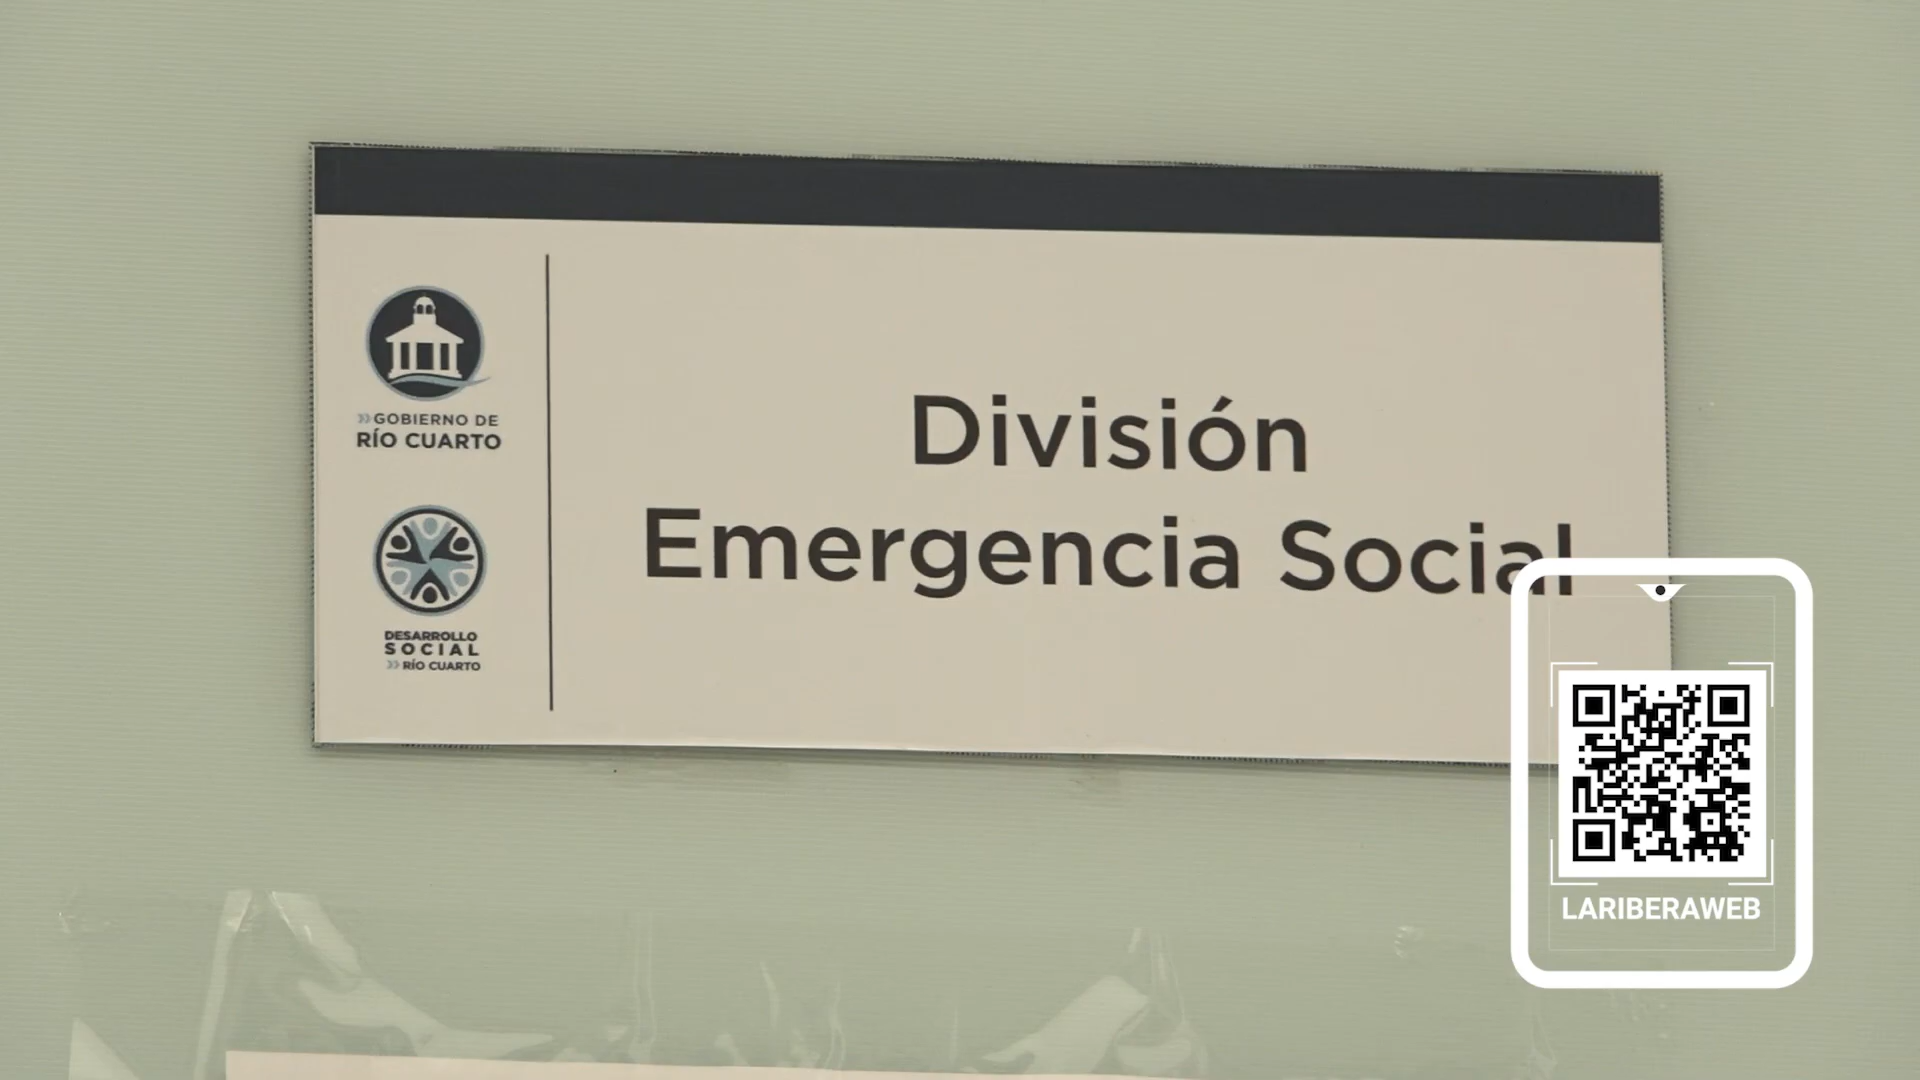 » GOBIERNO DE
RÍO CUARTO
DESARROLLO
SOCIAL
» RÍO CUARTO
División
Emergencia Social
LARIBERAWEB